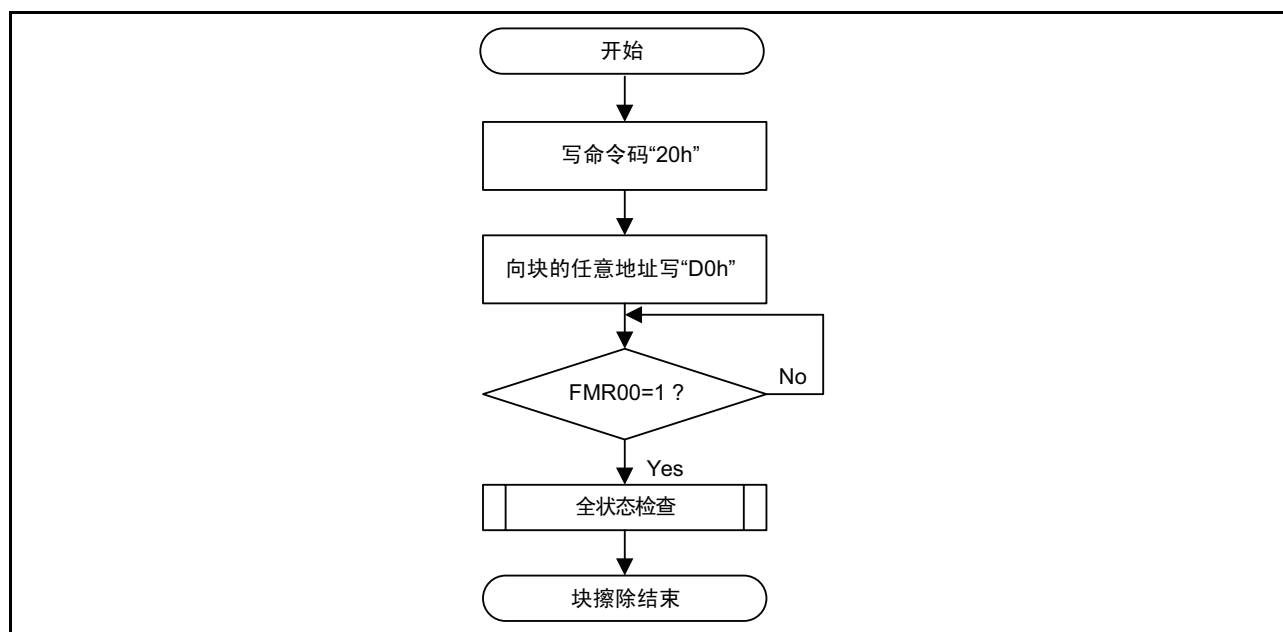 开始
写命令码“20h”
向块的任意地址写“D0h”
FMR00=1 ?
No
Yes
全状态检查
块擦除结束